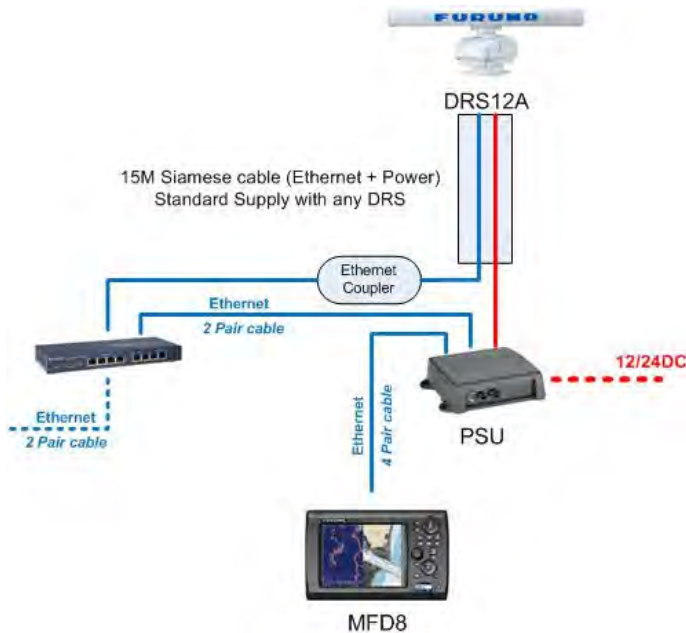 FURUNO
DRS12A
15M Siamese cable (Ethernet + Power)
Standard Supply with any DRS
Ethernet
Coupler
Ethernet
2 Pair cable
12/24DC
Ethernet
4 Pair cable
Ethernet
2 Pair cable
PSU
MFD8